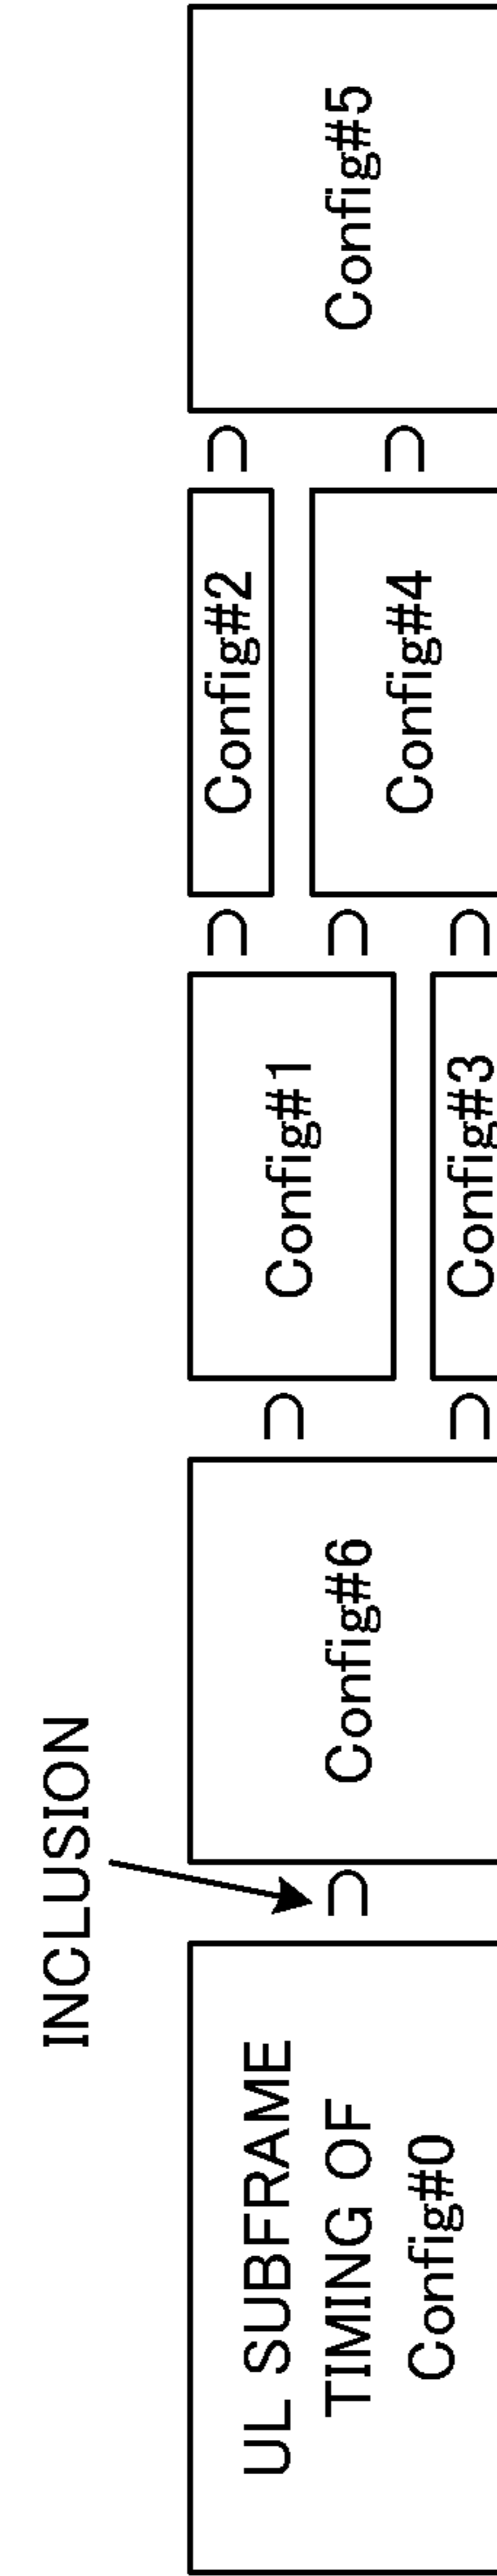 INCLUSION
UL SUBFRAME
TIMING OF
Config#0
⊃
Config#6
⊃
⊃
Config#1
Config#3
⊃
⊃
⊃
Config#2
Config#4
⊃
⊃
Config#5